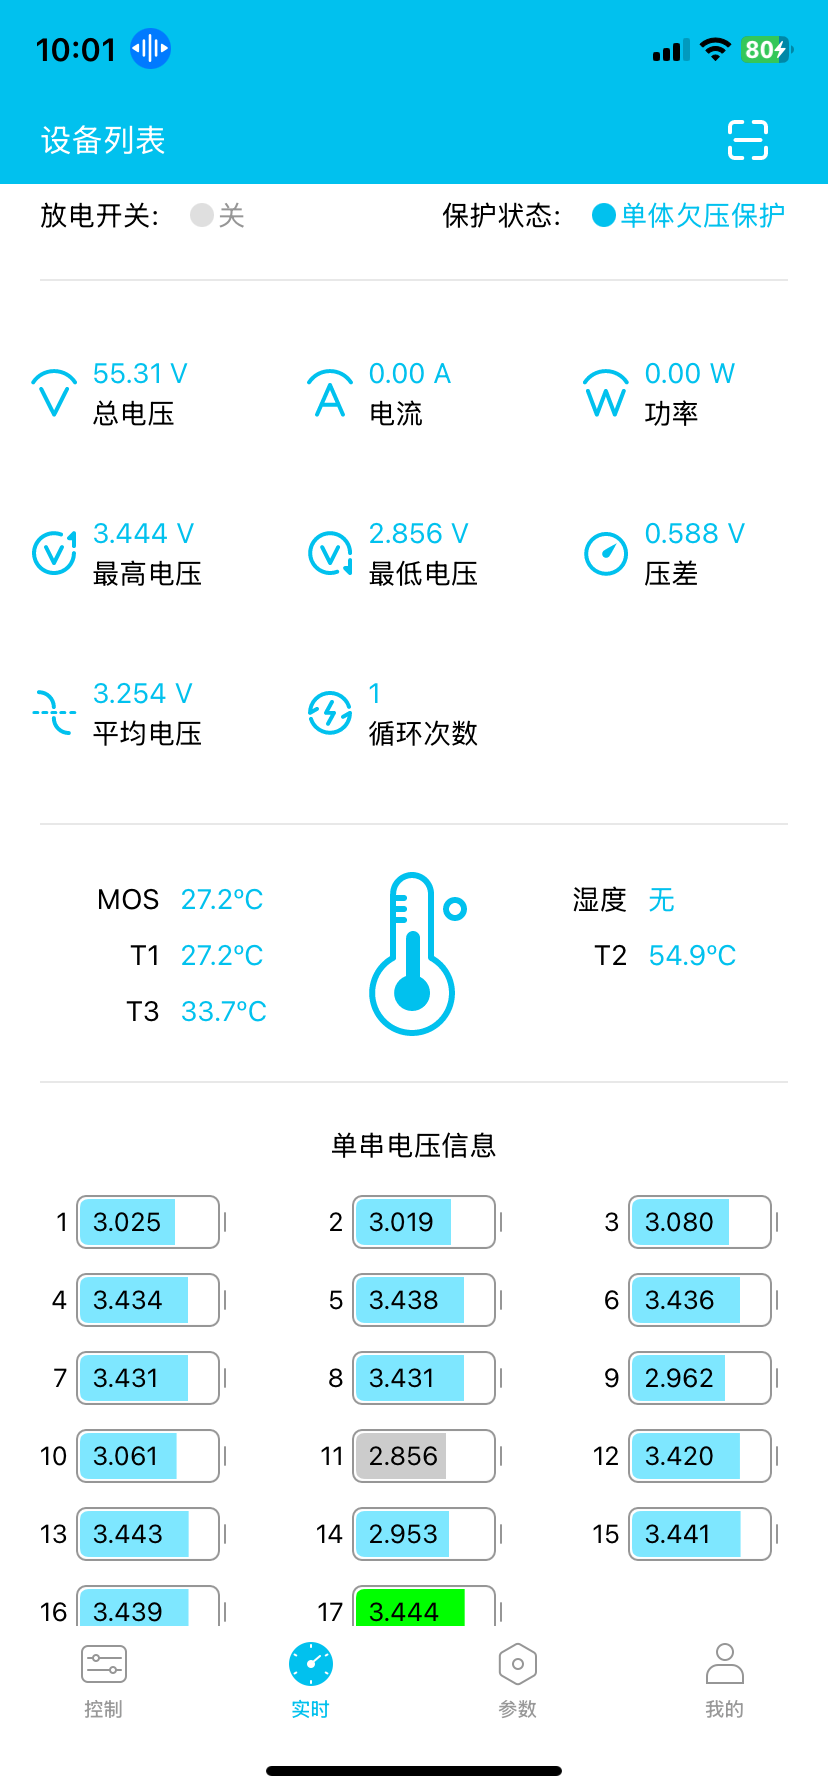 10:01
80
设备列表
放电开关: 关 保护状态: 单体欠压保护
55.31 V 0.00 A 0.00 W
总电压 电流 功率
3.444 V 2.856 V 0.588 V
最高电压 最低电压 压差
3.254 V 1
平均电压 循环次数
MOS 27.2°C 湿度 无
T1 27.2°C T2 54.9°C
T3 33.7°C
单串电压信息
1 3.025 2 3.019 3 3.080
4 3.434 5 3.438 6 3.436
7 3.431 8 3.431 9 2.962
10 3.061 11 2.856 12 3.420
13 3.443 14 2.953 15 3.441
16 3.439 17 3.444
控制 实时 参数 我的